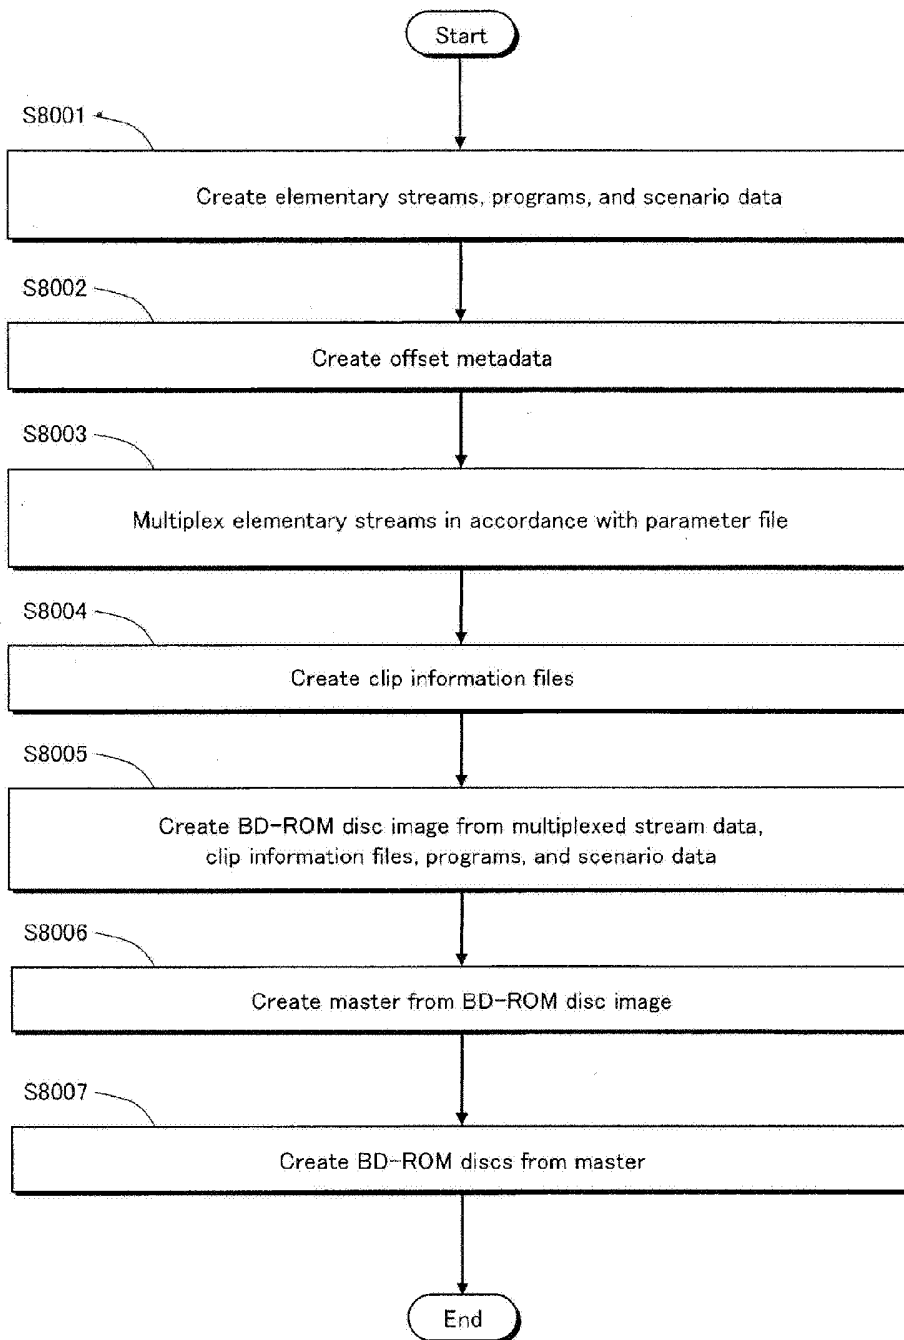 Start
S8001
Create elementary streams, programs, and scenario data
S8002
Create offset metadata
S8003
Multiplex elementary streams in accordance with parameter file
S8004
Create clip information files
S8005
Create BD-ROM disc image from multiplexed stream data,
clip information files, programs, and scenario data
S8006
Create master from BD-ROM disc image
S8007
Create BD-ROM discs from master
End